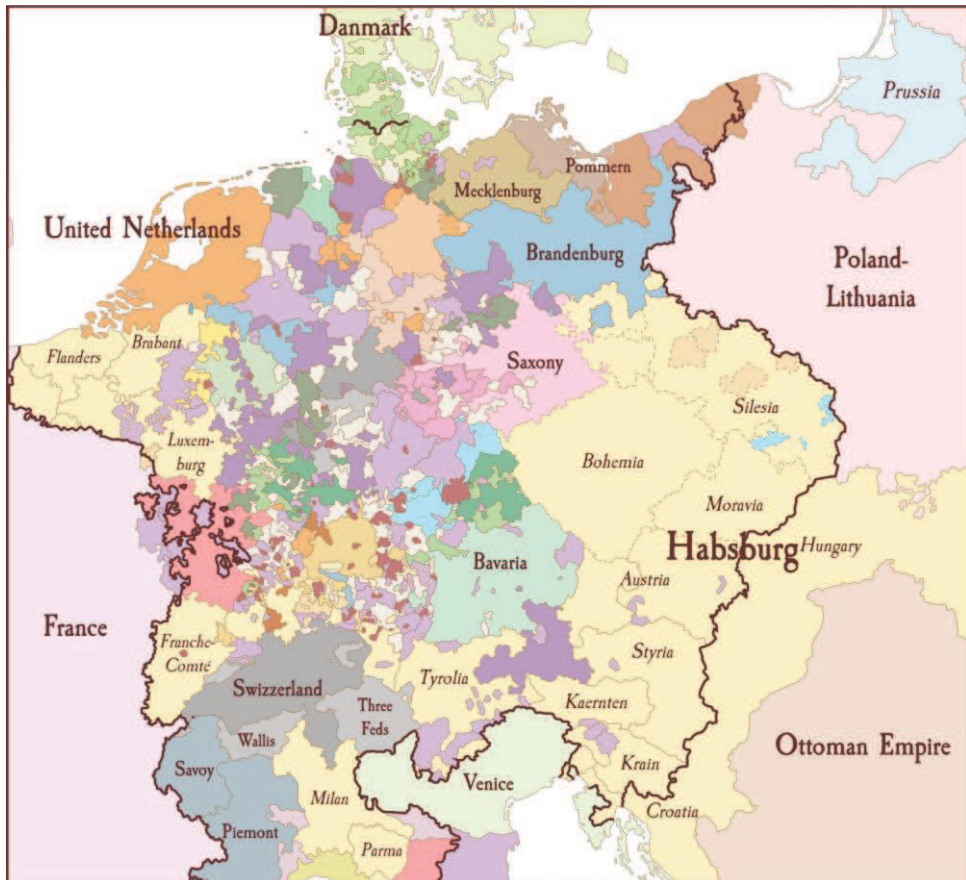 Danmark
Prussia
Pommern
Mecklenburg
United Netherlands
Brandenburg
Poland-
Lithuania
Flanders
Brabant
Saxony
Silesia
Luxem-
burg
Bohemia
Moravia
Habsburg
Hungary
Bavaria
Austria
France
Franche-
Comté
Styria
Tyrolia
Swizzerland
Kaernten
Three
Feds
Wallis
Ottoman Empire
Savoy
Krain
Venice
Milan
Croatia
Piemont
Parma